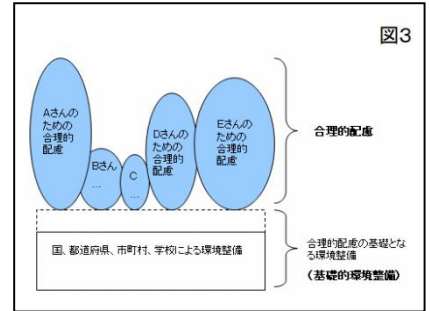 図3
Aさんの
ための
合理的
配慮
Bさん
…
C
…
Dさんの
ための
合理的
配慮
Eさんの
ための
合理的
配慮
合理的配慮
国、都道府県、市町村、学校による環境整備
合理的配慮の基礎とな
る環境整備
(基礎的環境整備)